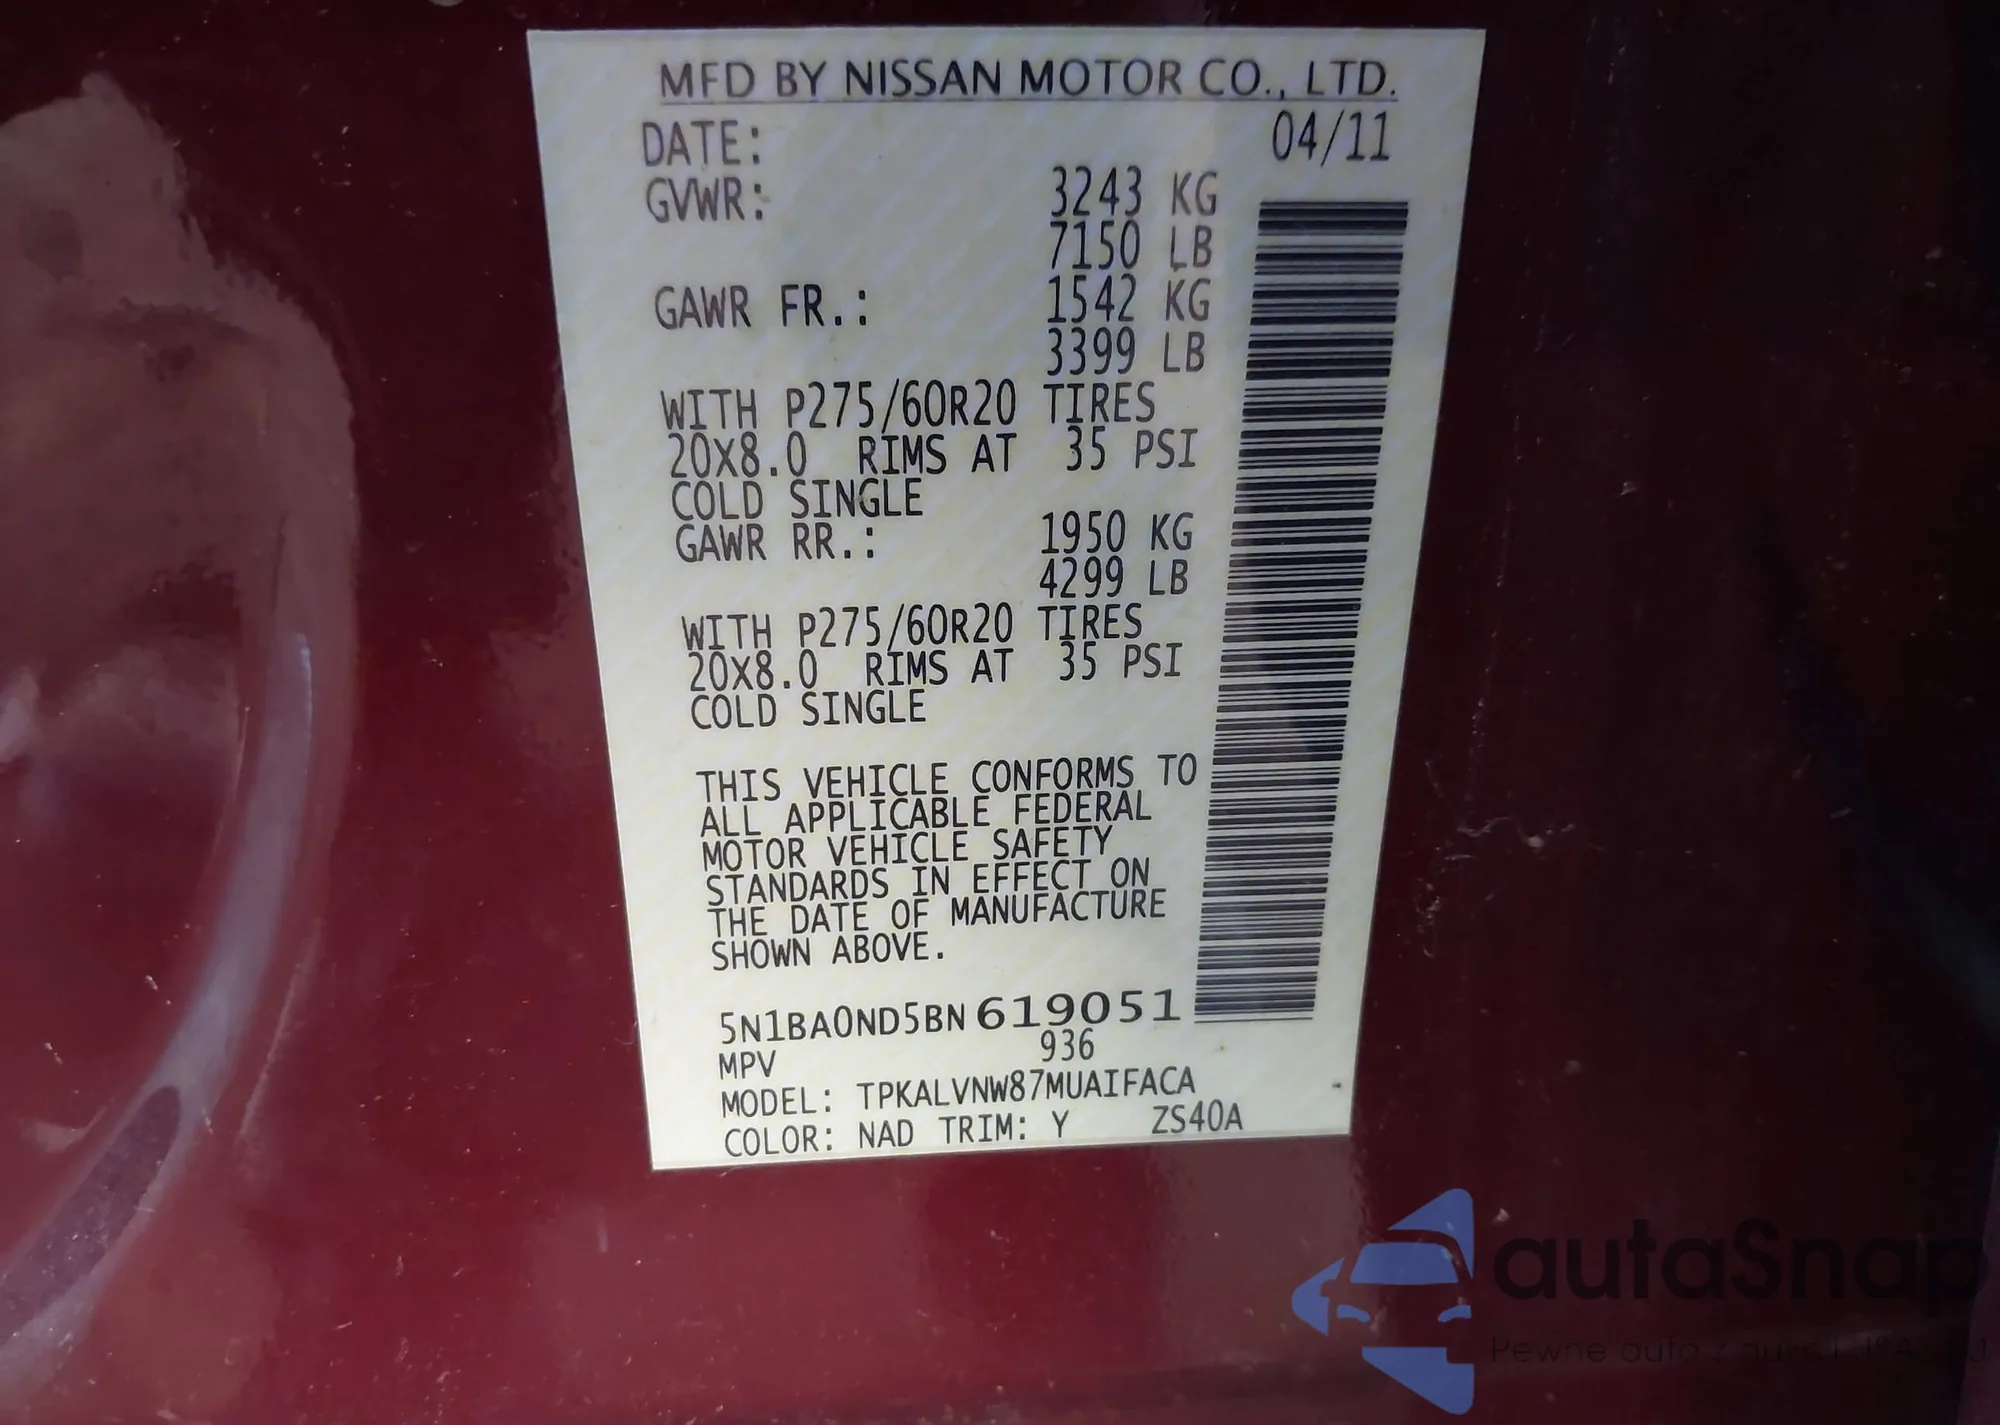 MFD BY NISSAN MOTOR CO., LTD.
DATE: 04/11
GVWR: 3243 KG
7150 LB
GAWR FR.: 1542 KG
3399 LB
WITH P275/60R20 TIRES
20X8.0 RIMS AT 35 PSI
COLD SINGLE
GAWR RR.: 1950 KG
4299 LB
WITH P275/60R20 TIRES
20X8.0 RIMS AT 35 PSI
COLD SINGLE
THIS VEHICLE CONFORMS TO
ALL APPLICABLE FEDERAL
MOTOR VEHICLE SAFETY
STANDARDS IN EFFECT ON
THE DATE OF MANUFACTURE
SHOWN ABOVE.
5N1BA0ND5BN619051
MPV 936
MODEL: TPKALVNW87MUAIFACA
COLOR: NAD TRIM: Y ZS40A
autaSnap
Pewne auto z